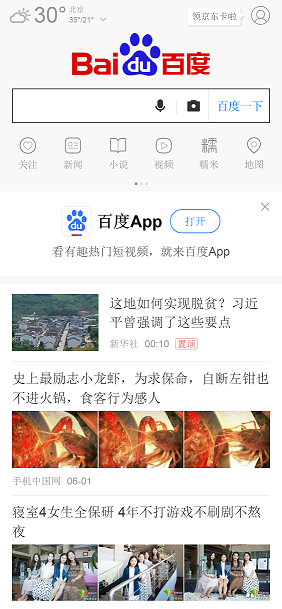 30°
北京
35°/21°
领京东卡啦
Bai du 百度
百度一下
关注
新闻
小说
视频
糯
糯米
地图
百度App
打开
看有趣热门短视频，就来百度App
这地如何实现脱贫？习近
平曾强调了这些要点
新华社 00:10 置顶
史上最励志小龙虾，为求保命，自断左钳也
不进火锅，食客行为感人
手机中国网 06-01
寝室4女生全保研 4年不打游戏不刷剧不熬
夜